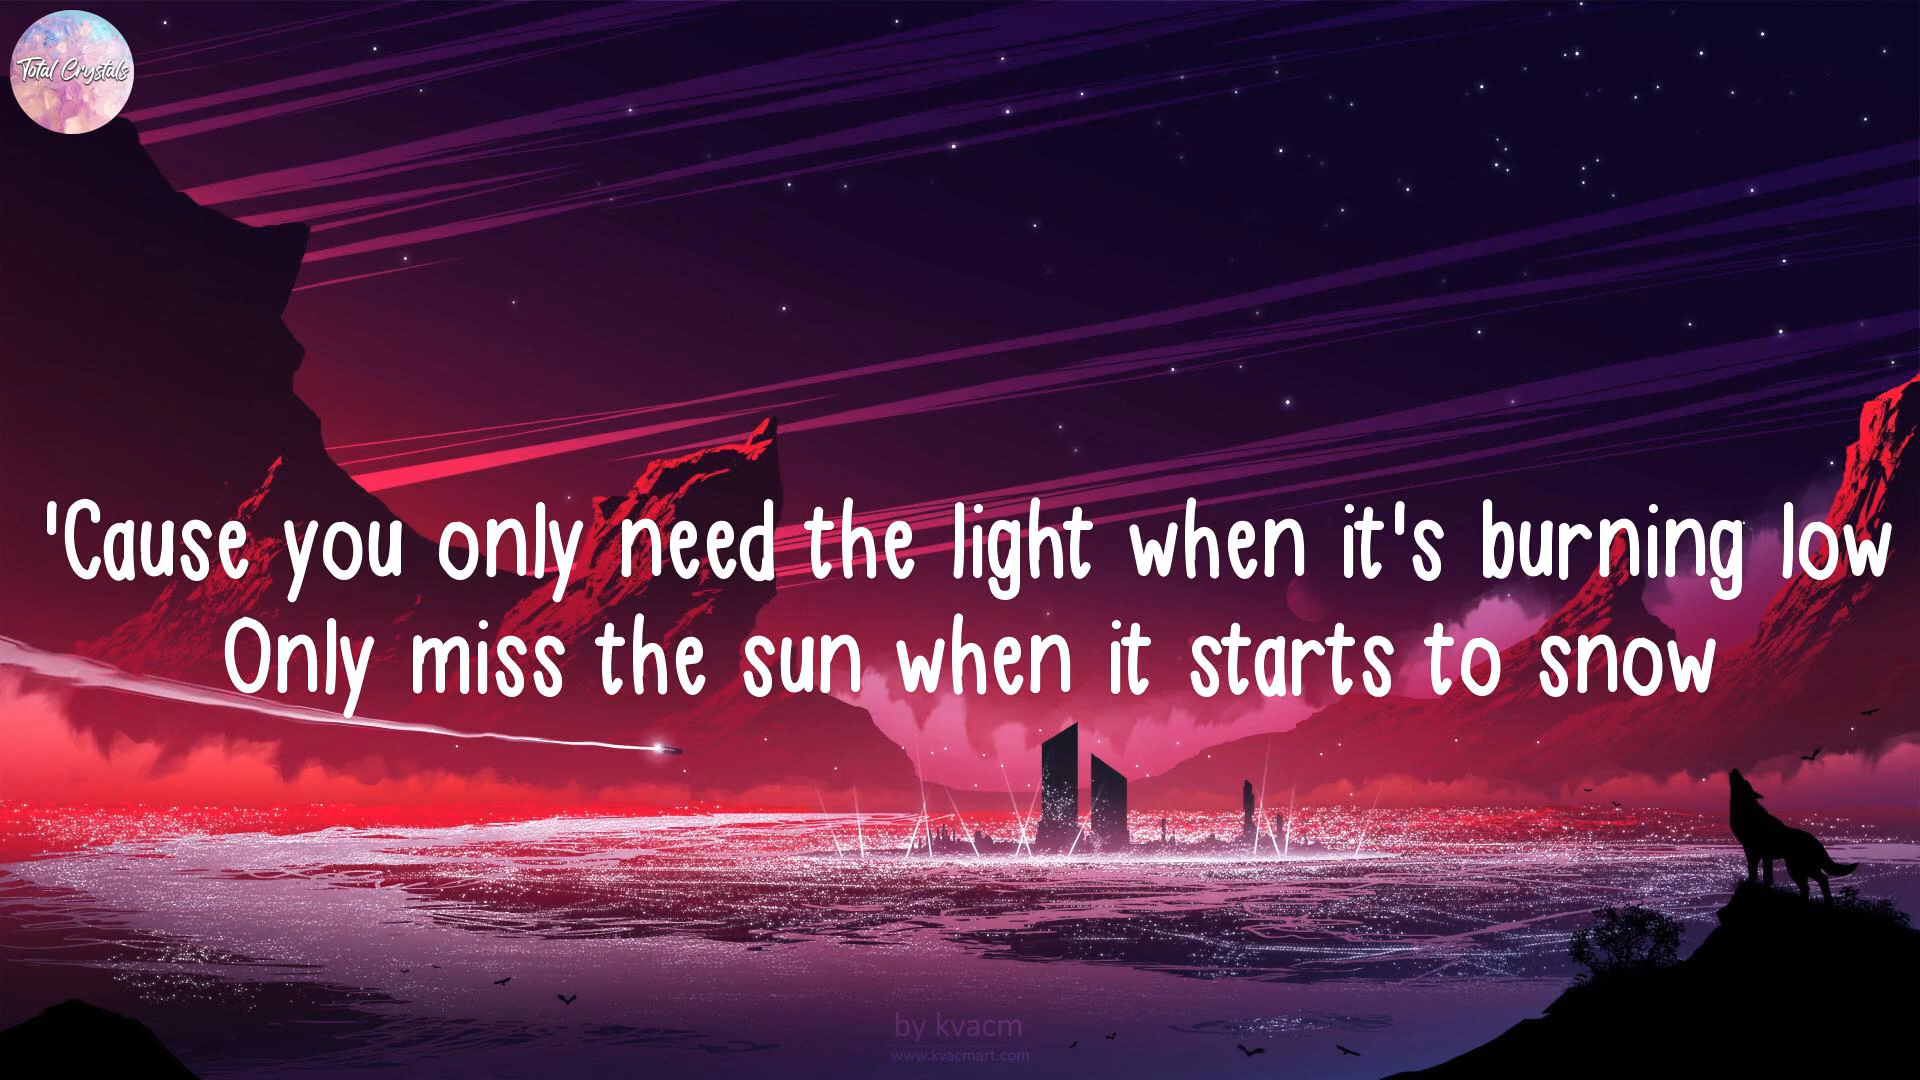 Total Crystals
'Cause you only need the light when it's burning low
Only miss the sun when it starts to snow
by kvacm
www.kvacmart.com